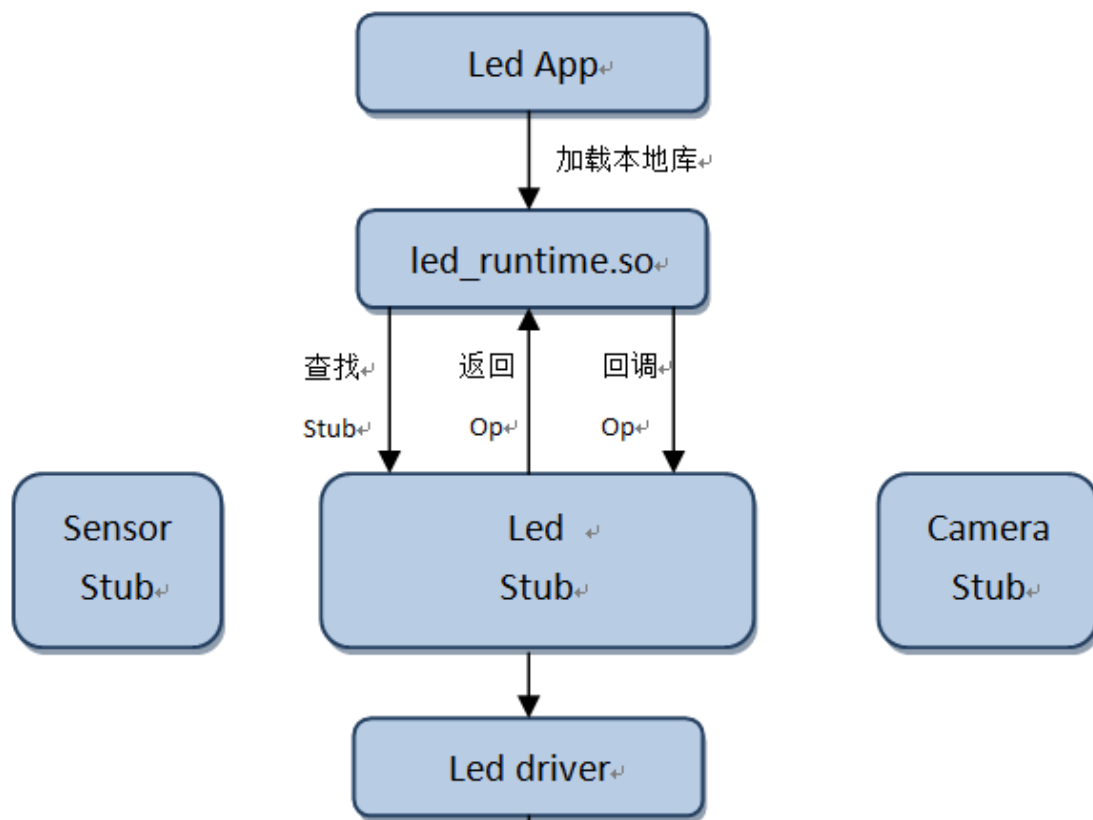 Led App
加载本地库
led_runtime.so
查找 返回 回调
Stub Op Op
Sensor
Stub
Led
Stub
Camera
Stub
Led driver